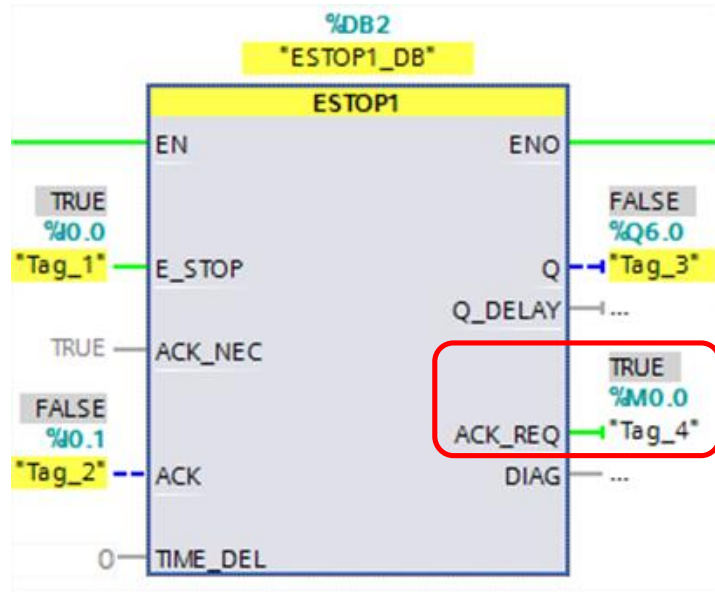 %DB2
"ESTOP1_DB"
ESTOP1
EN ENO
TRUE FALSE
%I0.0 %Q6.0
"Tag_1" E_STOP Q "Tag_3"
Q_DELAY ...
TRUE ACK_NEC TRUE
FALSE %M0.0
%I0.1 ACK_REQ "Tag_4"
"Tag_2" ACK DIAG ...
0 TIME_DEL